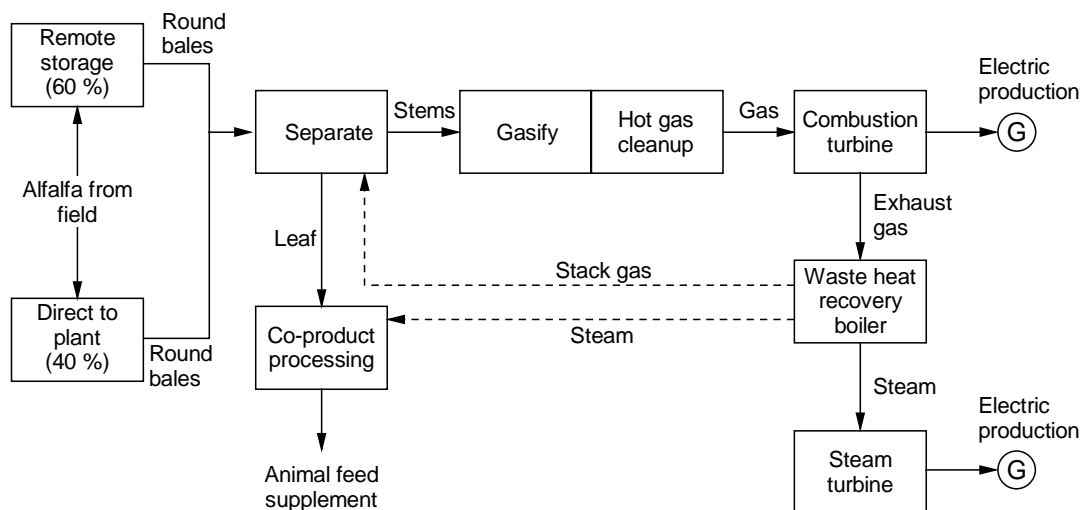 Round
bales
Remote
storage
(60 %)
Alfalfa from
field
Direct to
plant
(40 %)
Round
bales
Separate
Stems
Gasify
Hot gas
cleanup
Gas
Combustion
turbine
Electric
production
G
Exhaust
gas
Leaf
Stack gas
Waste heat
recovery
boiler
Steam
Co-product
processing
Animal feed
supplement
Steam
Steam
turbine
Electric
production
G